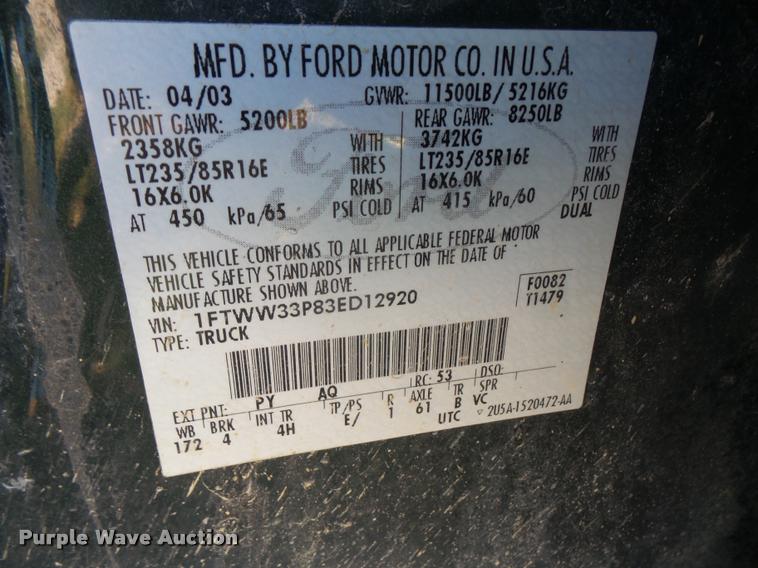 MFD. BY FORD MOTOR CO. IN U.S.A.
DATE: 04/03 GVWR: 11500LB/ 5216KG
FRONT GAWR: 5200LB REAR GAWR: 8250LB
2358KG WITH 3742KG WITH
LT235/85R16E TIRES LT235/85R16E TIRES
16X6.0K RIMS 16X6.0K RIMS
AT 450 kPa/65 PSI COLD AT 415 kPa/60 PSI COLD
DUAL
Ford
THIS VEHICLE CONFORMS TO ALL APPLICABLE FEDERAL MOTOR
VEHICLE SAFETY STANDARDS IN EFFECT ON THE DATE OF
MANUFACTURE SHOWN ABOVE.
VIN: 1FTWW33P83ED12920 F0082
TYPE: TRUCK T1479
EXT PNT: PY AQ RC: 53 DSO:
WB BRK INT TR TP/PS R AXLE TR SPR
172 4 4H E/ 1 61 B VC
UTC ▽ 2U5A-1520472-AA
Purple Wave Auction